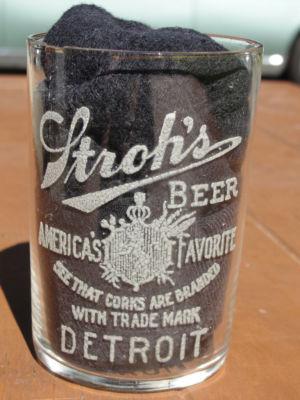 Stroh's
BEER
AMERICA'S FAVORITE
SEE THAT CORKS ARE BRANDED
WITH TRADE MARK
DETROIT